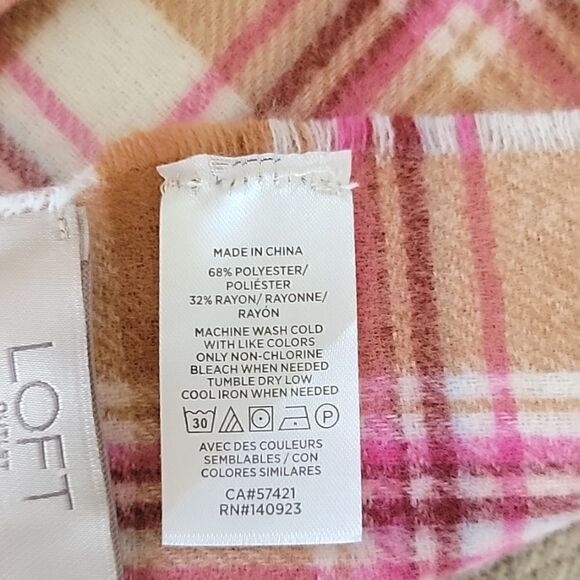 LOFT
OUTLET
MADE IN CHINA
68% POLYESTER/
POLIÉSTER
32% RAYON/ RAYONNE/
RAYÓN
MACHINE WASH COLD
WITH LIKE COLORS
ONLY NON-CHLORINE
BLEACH WHEN NEEDED
TUMBLE DRY LOW
COOL IRON WHEN NEEDED
30 P
AVEC DES COULEURS
SEMBLABLES / CON
COLORES SIMILARES
CA#57421
RN#140923